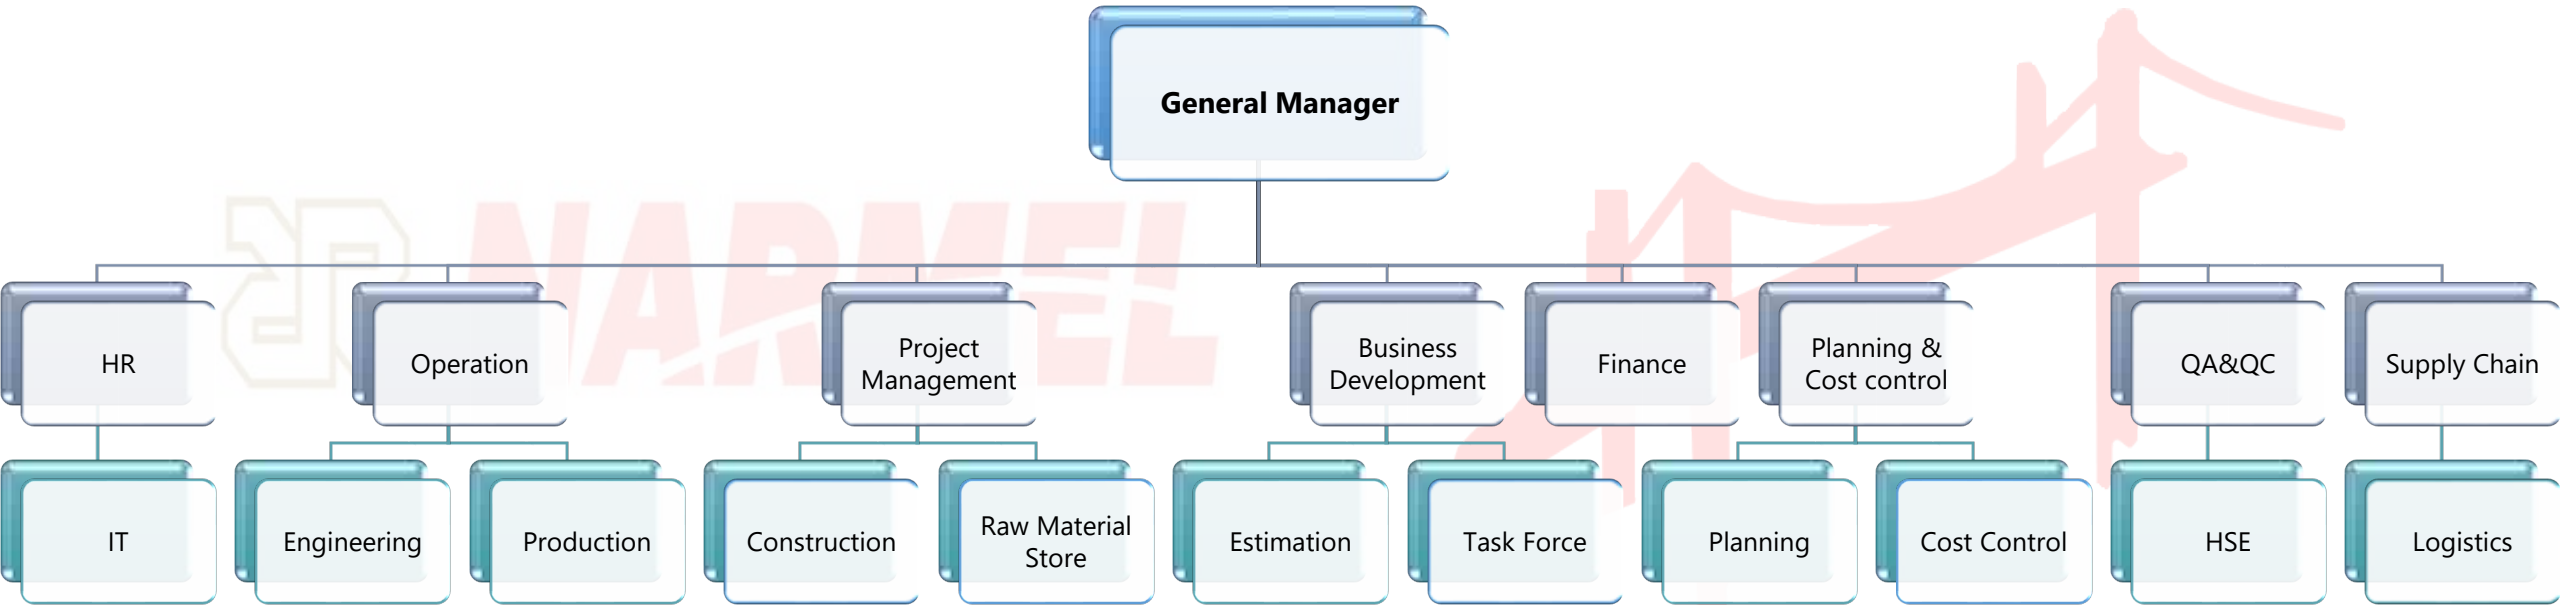 General Manager
NARMEL
HR
Operation
Project
Management
Business
Development
Finance
Planning &
Cost control
QA&QC
Supply Chain
IT
Engineering
Production
Construction
Raw Material
Store
Estimation
Task Force
Planning
Cost Control
HSE
Logistics